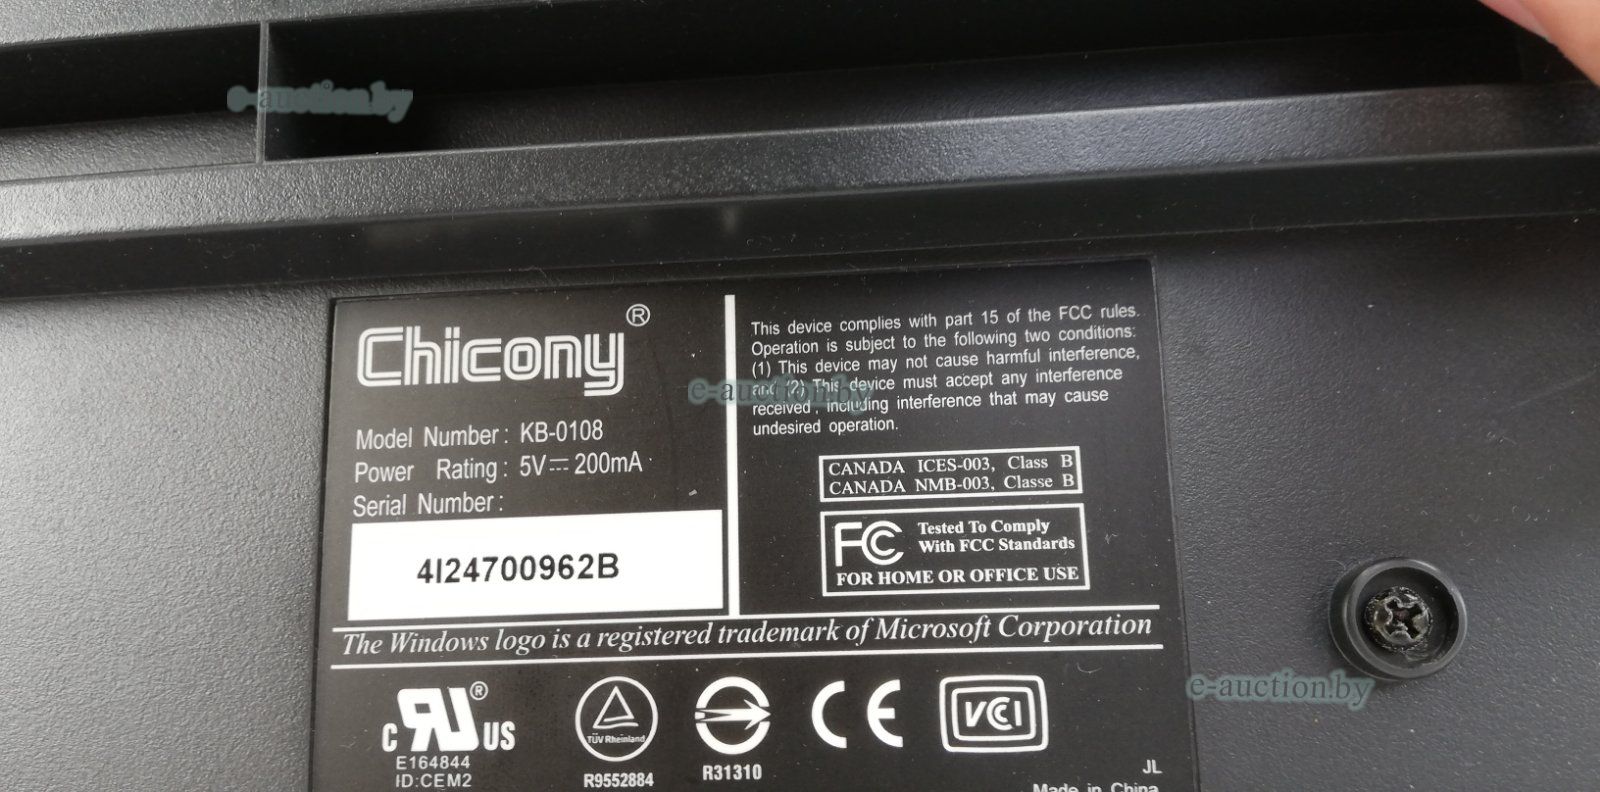 e-auction.by
Chicony®
Model Number: KB-0108
Power Rating: 5V⎓200mA
Serial Number:
4I24700962B
This device complies with part 15 of the FCC rules.
Operation is subject to the following two conditions:
(1) This device may not cause harmful interference,
and (2) This device must accept any interference
received, including interference that may cause
undesired operation.
e-auction.by
CANADA ICES-003, Class B
CANADA NMB-003, Classe B
FC Tested To Comply
With FCC Standards
FOR HOME OR OFFICE USE
The Windows logo is a registered trademark of Microsoft Corporation
e-auction.by
c RU® US
E164844
ID:CEM2
TÜV Rheinland
R9552884
R31310
CE
VCI
JL
Made in China